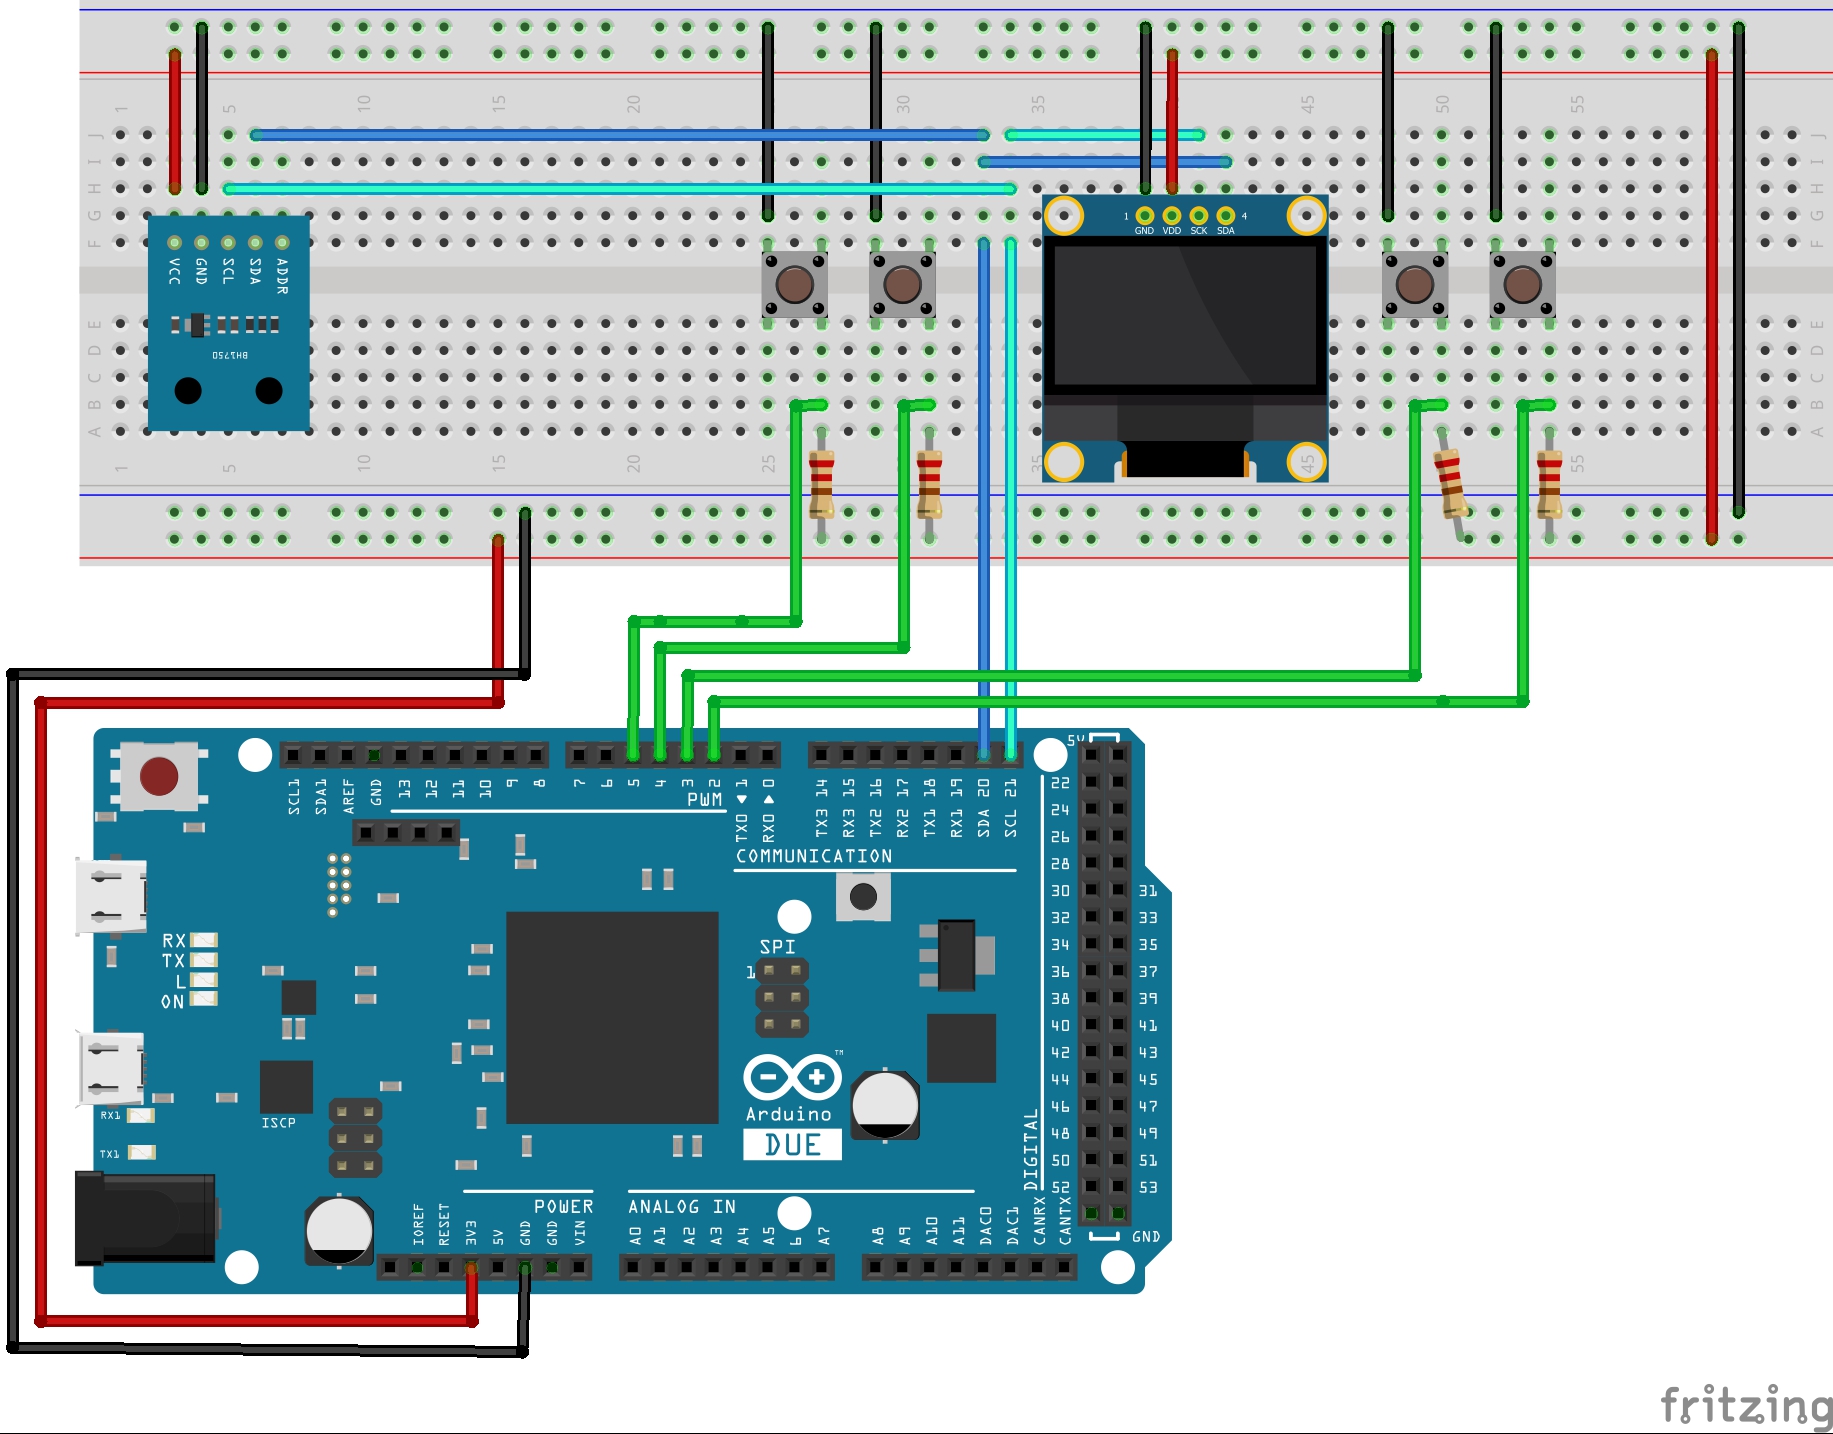 1 5 10 15 20 30 35 45 50 55
J J
I I
H H
G G
F F
1 4
GND VDD SCK SDA
VCC GND SCL SDA ADDR
BH1750
E E
D D
C C
B B
A A
1 5 10 15 20 25 35 45 55
5V
SCL1 SDA1 AREF GND 13 12 11 10 9 8 7 6 5 4 3 2 TX0 1 RX0 0 TX3 14 RX3 15 TX2 16 RX2 17 TX1 18 RX1 19 SDA 20 SCL 21
PWM
COMMUNICATION
22
24
26
28
30 31
32 33
34 35
36 37
38 39
40 41
42 43
44 45
46 47
48 49
50 51
52 53
GND
DIGITAL
RX
TX
L
ON
SPI
1
RX1
TX1
ISCP
TM
Arduino
DUE
POWER
ANALOG IN
IOREF RESET 3V3 5V GND GND VIN A0 A1 A2 A3 A4 A5 6 A7 A8 A9 A10 A11 DAC0 DAC1 CANRX CANTX
fritzing